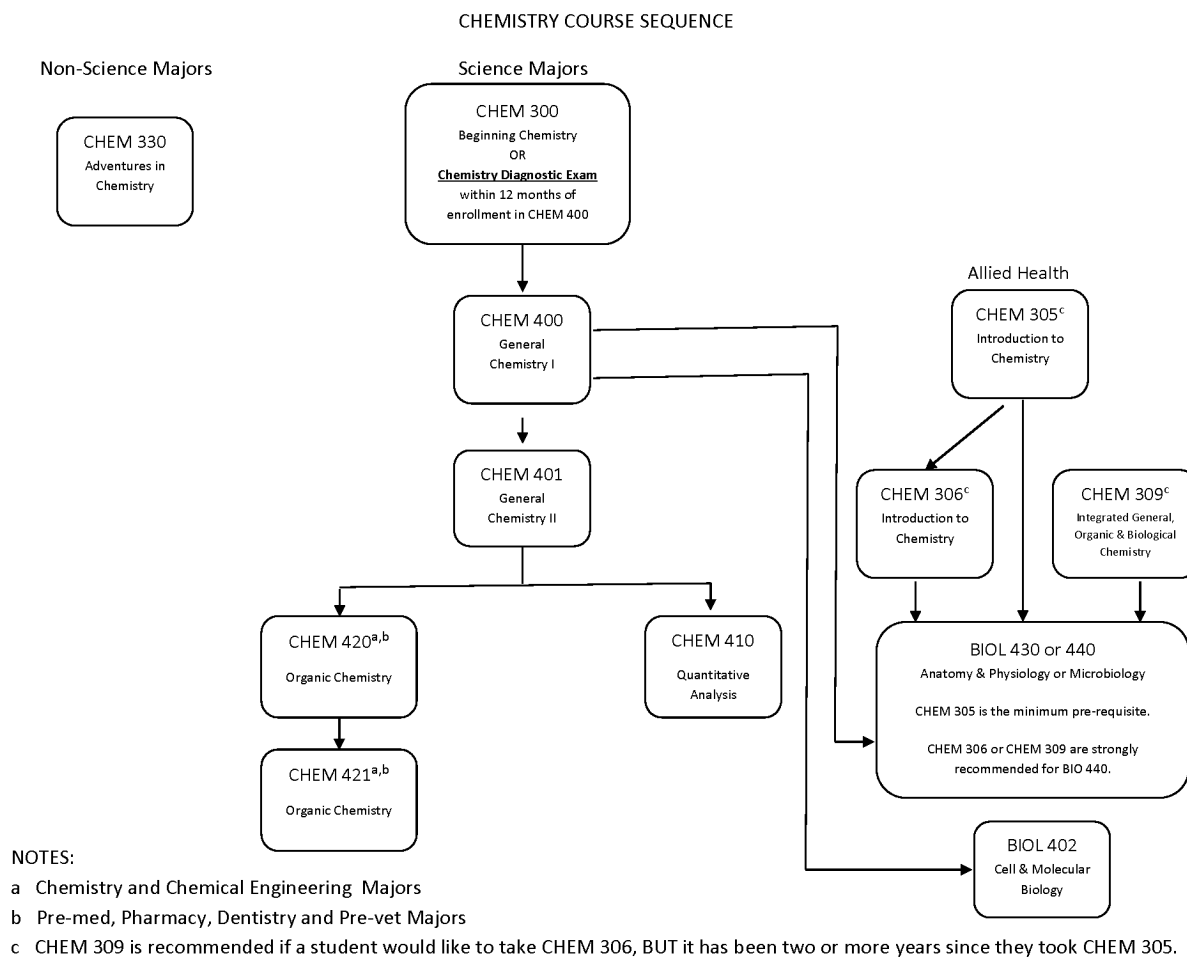 CHEMISTRY COURSE SEQUENCE
Non-Science Majors
Science Majors
CHEM 330
Adventures in
Chemistry
CHEM 300
Beginning Chemistry
OR
Chemistry Diagnostic Exam
within 12 months of
enrollment in CHEM 400
Allied Health
CHEM 400
General
Chemistry I
CHEM 305c
Introduction to
Chemistry
CHEM 401
General
Chemistry II
CHEM 306c
Introduction to
Chemistry
CHEM 309c
Integrated General,
Organic & Biological
Chemistry
CHEM 420a,b
Organic Chemistry
CHEM 410
Quantitative
Analysis
BIOL 430 or 440
Anatomy & Physiology or Microbiology
CHEM 305 is the minimum pre-requisite.
CHEM 306 or CHEM 309 are strongly
recommended for BIO 440.
CHEM 421a,b
Organic Chemistry
BIOL 402
Cell & Molecular
Biology
NOTES:
a Chemistry and Chemical Engineering Majors
b Pre-med, Pharmacy, Dentistry and Pre-vet Majors
c CHEM 309 is recommended if a student would like to take CHEM 306, BUT it has been two or more years since they took CHEM 305.